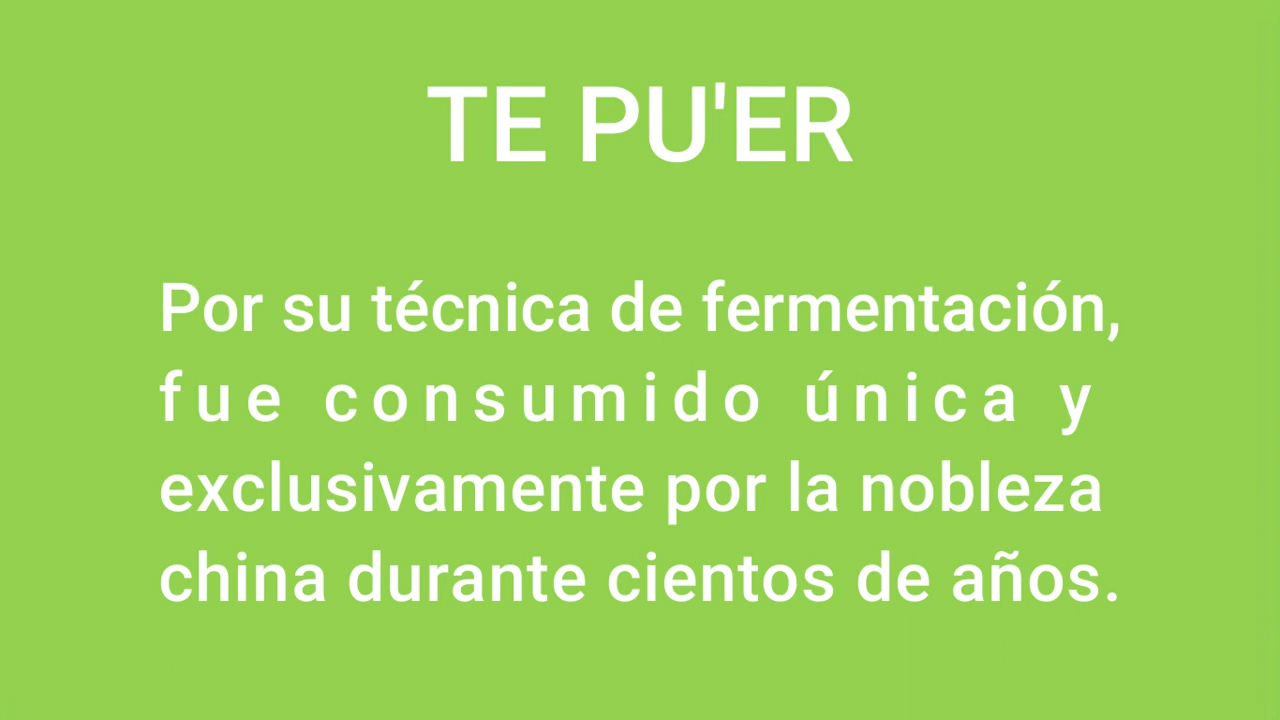 TE PU'ER
Por su técnica de fermentación,
fue consumido única y
exclusivamente por la nobleza
china durante cientos de años.